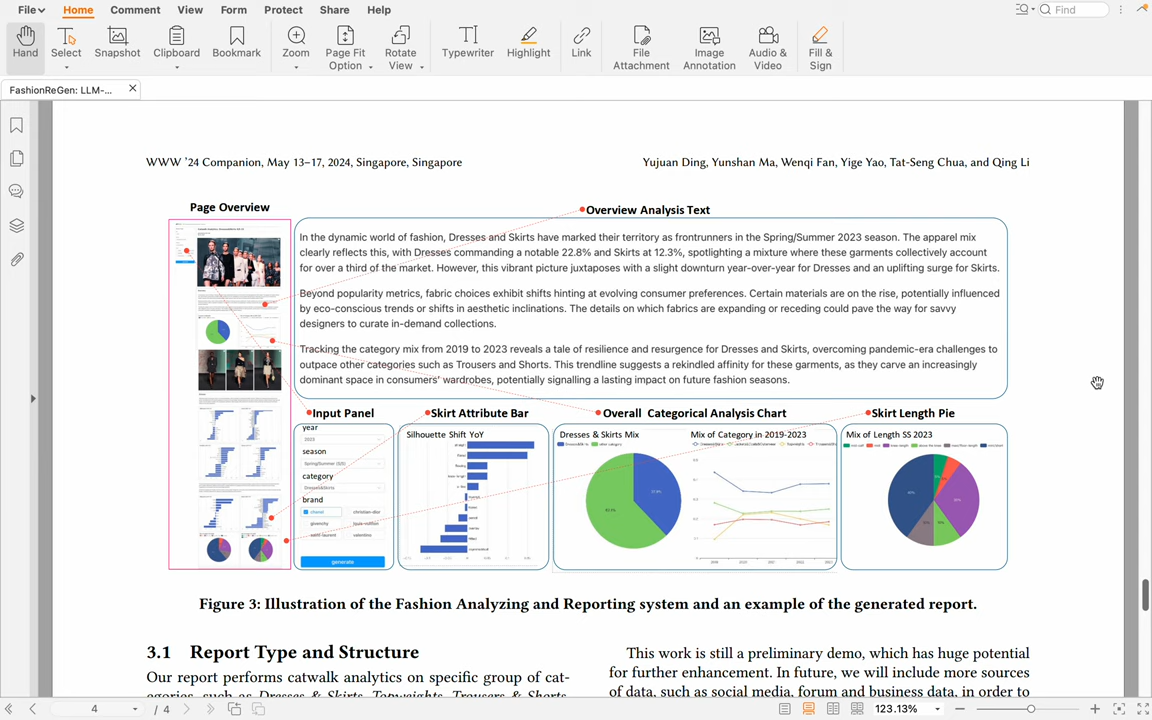 File Home Comment View Form Protect Share Help Find
Hand Select Snapshot Clipboard Bookmark Zoom Page Fit Option Rotate View Typewriter Highlight Link File Attachment Image Annotation Audio & Video Fill & Sign
FashionReGen: LLM-...
WWW '24 Companion, May 13–17, 2024, Singapore, Singapore
Yujuan Ding, Yunshan Ma, Wenqi Fan, Yige Yao, Tat-Seng Chua, and Qing Li
Page Overview
Overview Analysis Text
In the dynamic world of fashion, Dresses and Skirts have marked their territory as frontrunners in the Spring/Summer 2023 season. The apparel mix
clearly reflects this, with Dresses commanding a notable 22.8% and Skirts at 12.3%, spotlighting a mixture where these garments collectively account
for over a third of the market. However, this vibrant picture juxtaposes with a slight downturn year-over-year for Dresses and an uplifting surge for Skirts.
Beyond popularity metrics, fabric choices exhibit shifts hinting at evolving consumer preferences. Certain materials are on the rise, potentially influenced
by eco-conscious trends or shifts in aesthetic inclinations. The details on which fabrics are expanding or receding could pave the way for savvy
designers to curate in-demand collections.
Tracking the category mix from 2019 to 2023 reveals a tale of resilience and resurgence for Dresses and Skirts, overcoming pandemic-era challenges to
outpace other categories such as Trousers and Shorts. This trendline suggests a rekindled affinity for these garments, as they carve an increasingly
dominant space in consumers' wardrobes, potentially signalling a lasting impact on future fashion seasons.
Input Panel
Skirt Attribute Bar
Overall Categorical Analysis Chart
Skirt Length Pie
year
2023
season
Spring/Summer (S/S)
category
Dresses&Skirts
brand
chanel christian-dior
givenchy louis-vuitton
saint-laurent valentino
generate
Silhouette Shift YoY
Dresses & Skirts Mix
Mix of Category in 2019-2023
Mix of Length SS 2023
Figure 3: Illustration of the Fashion Analyzing and Reporting system and an example of the generated report.
3.1 Report Type and Structure
Our report performs catwalk analytics on specific group of cat-
egories, such as Dresses & Skirts, Topweights, Trousers & Shorts,
This work is still a preliminary demo, which has huge potential
for further enhancement. In future, we will include more sources
of data, such as social media, forum and business data, in order to
4 / 4
123.13%